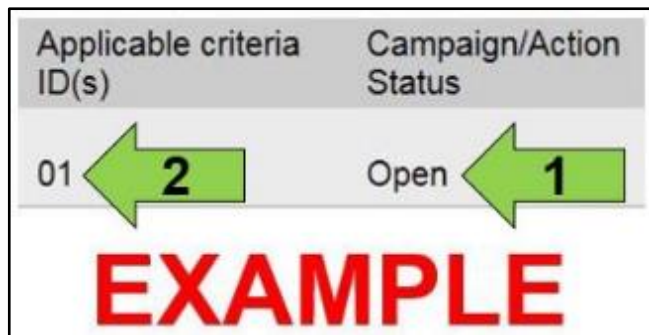 Applicable criteria ID(s)
Campaign/Action Status
01
2
Open
1
EXAMPLE